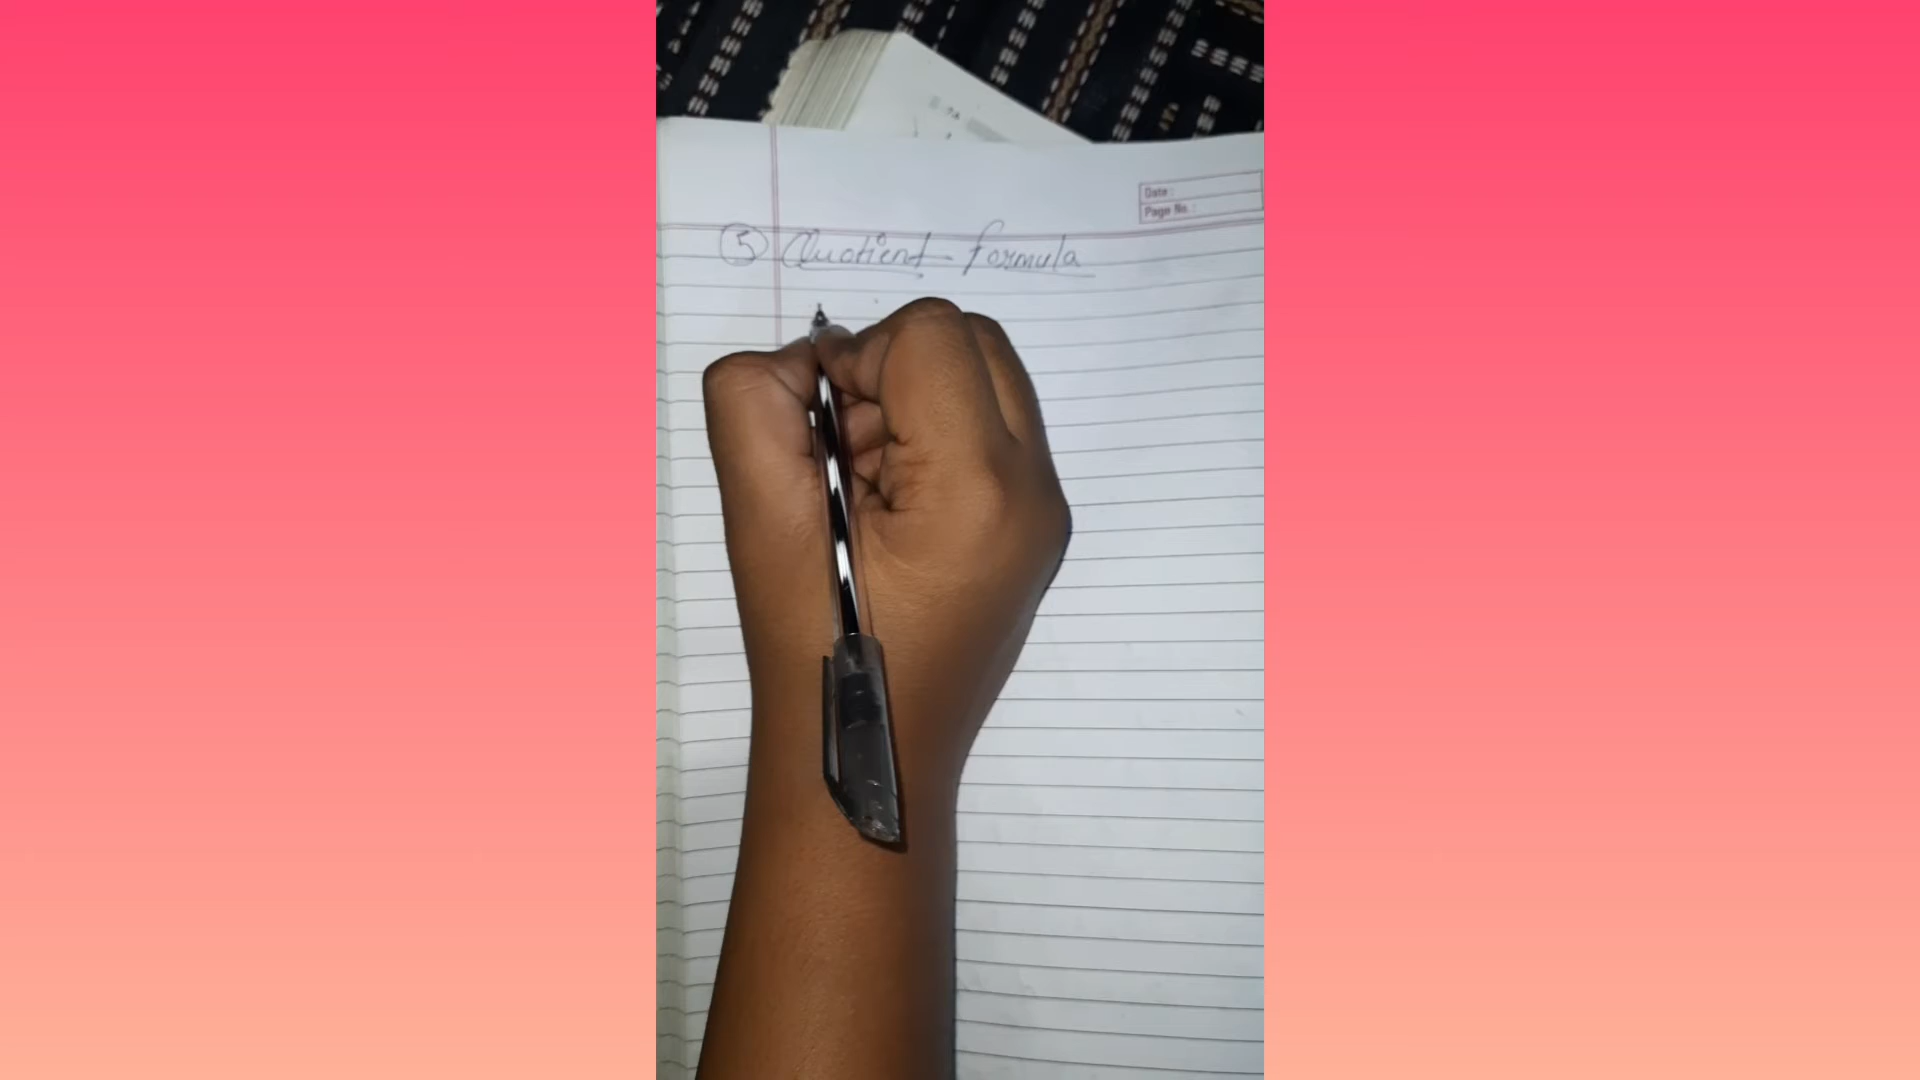 Date :
Page No. :
⑤ Quotient - formula